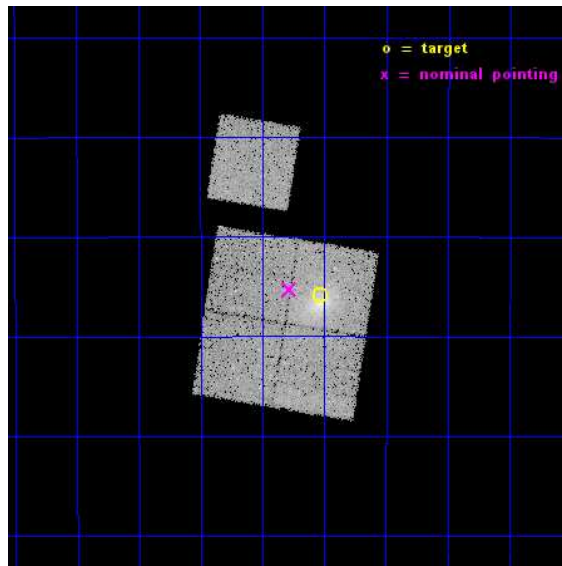 o = target
x = nominal pointing